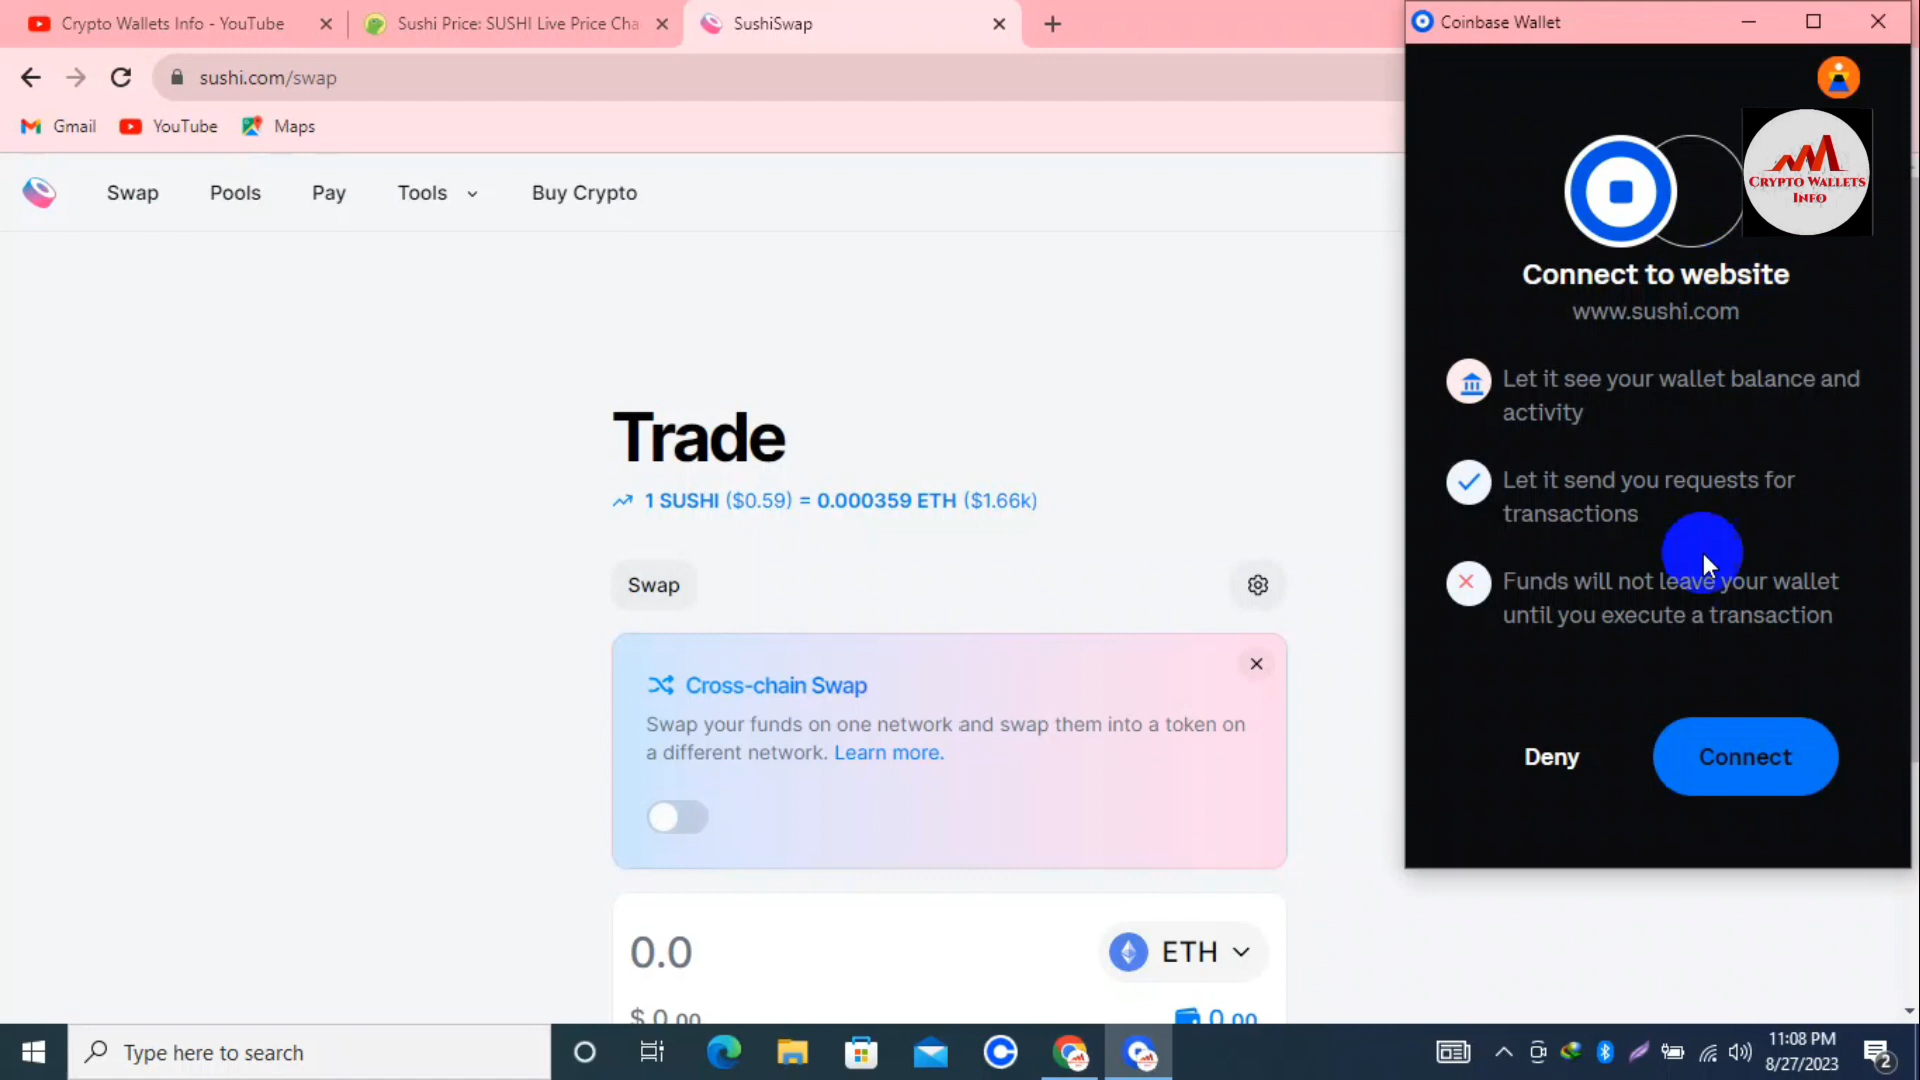 Crypto Wallets Info - YouTube
Sushi Price: SUSHI Live Price Cha
SushiSwap
sushi.com/swap
Gmail
YouTube
Maps
Swap
Pools
Pay
Tools
Buy Crypto
Trade
1 SUSHI ($0.59) = 0.000359 ETH ($1.66k)
Swap
Cross-chain Swap
Swap your funds on one network and swap them into a token on
a different network. Learn more.
0.0
ETH
$ 0.00
0.00
Coinbase Wallet
CRYPTO WALLETS
INFO
Connect to website
www.sushi.com
Let it see your wallet balance and
activity
Let it send you requests for
transactions
Funds will not leave your wallet
until you execute a transaction
Deny
Connect
Type here to search
11:08 PM
8/27/2023
2